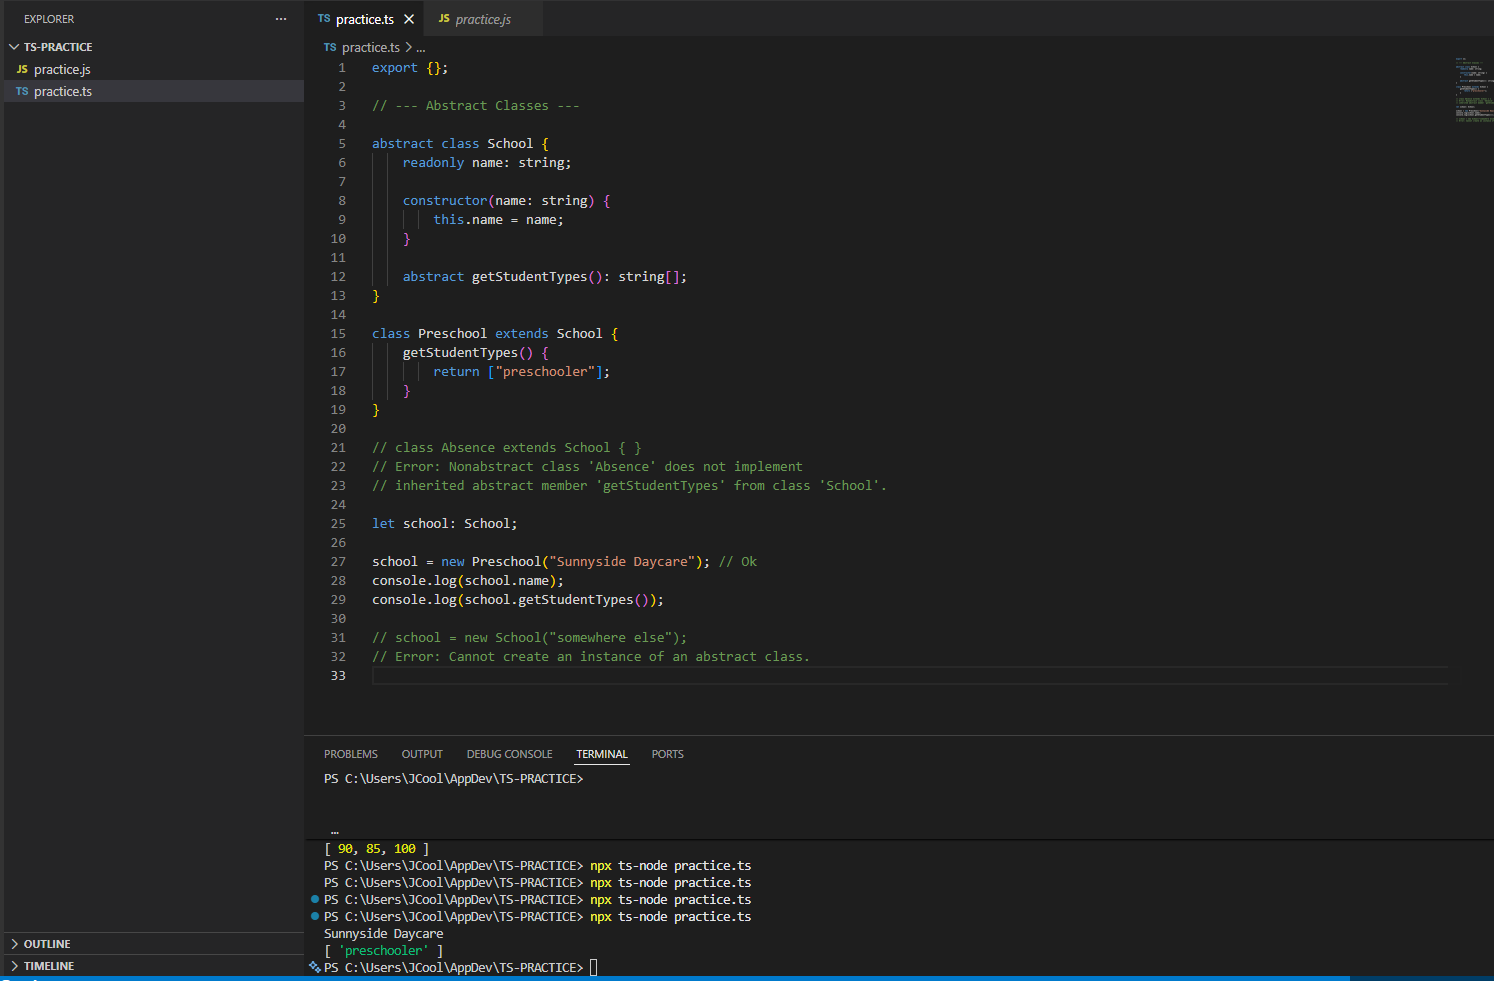 EXPLORER
...
TS-PRACTICE
JS practice.js
TS practice.ts
OUTLINE
TIMELINE
TS practice.ts
JS practice.js
TS practice.ts > ...
1 export {};
2
3 // --- Abstract Classes ---
4
5 abstract class School {
6     readonly name: string;
7
8     constructor(name: string) {
9         this.name = name;
10     }
11
12     abstract getStudentTypes(): string[];
13 }
14
15 class Preschool extends School {
16     getStudentTypes() {
17         return ["preschooler"];
18     }
19 }
20
21 // class Absence extends School { }
22 // Error: Nonabstract class 'Absence' does not implement
23 // inherited abstract member 'getStudentTypes' from class 'School'.
24
25 let school: School;
26
27 school = new Preschool("Sunnyside Daycare"); // Ok
28 console.log(school.name);
29 console.log(school.getStudentTypes());
30
31 // school = new School("somewhere else");
32 // Error: Cannot create an instance of an abstract class.
33
PROBLEMS OUTPUT DEBUG CONSOLE TERMINAL PORTS
PS C:\Users\JCool\AppDev\TS-PRACTICE>
...
[ 90, 85, 100 ]
PS C:\Users\JCool\AppDev\TS-PRACTICE> npx ts-node practice.ts
PS C:\Users\JCool\AppDev\TS-PRACTICE> npx ts-node practice.ts
PS C:\Users\JCool\AppDev\TS-PRACTICE> npx ts-node practice.ts
PS C:\Users\JCool\AppDev\TS-PRACTICE> npx ts-node practice.ts
Sunnyside Daycare
[ 'preschooler' ]
PS C:\Users\JCool\AppDev\TS-PRACTICE>